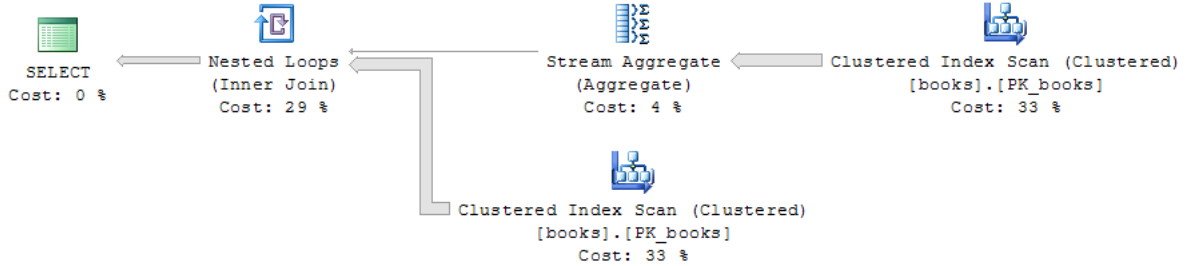 SELECT
Cost: 0 %
Nested Loops
(Inner Join)
Cost: 29 %
Stream Aggregate
(Aggregate)
Cost: 4 %
Clustered Index Scan (Clustered)
[books].[PK_books]
Cost: 33 %
Clustered Index Scan (Clustered)
[books].[PK_books]
Cost: 33 %